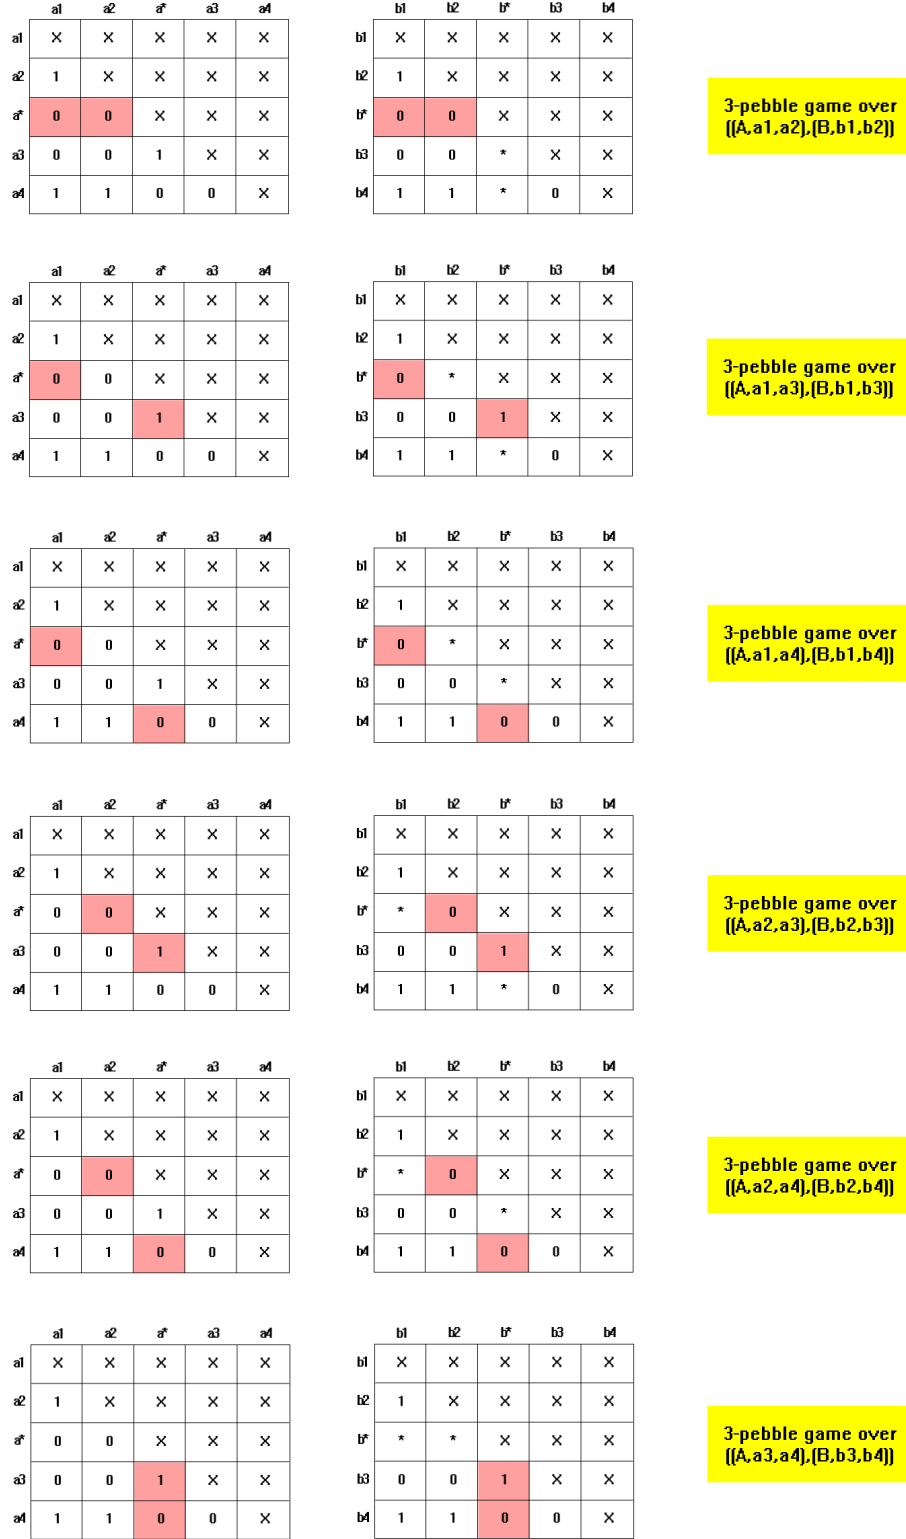 a1 a2 a* a3 a4
a1 X X X X X
a2 1 X X X X
a* 0 0 X X X
a3 0 0 1 X X
a4 1 1 0 0 X
b1 b2 b* b3 b4
b1 X X X X X
b2 1 X X X X
b* 0 0 X X X
b3 0 0 * X X
b4 1 1 * 0 X
3-pebble game over
((A,a1,a2),(B,b1,b2))
a1 a2 a* a3 a4
a1 X X X X X
a2 1 X X X X
a* 0 0 X X X
a3 0 0 1 X X
a4 1 1 0 0 X
b1 b2 b* b3 b4
b1 X X X X X
b2 1 X X X X
b* 0 * X X X
b3 0 0 1 X X
b4 1 1 * 0 X
3-pebble game over
((A,a1,a3),(B,b1,b3))
a1 a2 a* a3 a4
a1 X X X X X
a2 1 X X X X
a* 0 0 X X X
a3 0 0 1 X X
a4 1 1 0 0 X
b1 b2 b* b3 b4
b1 X X X X X
b2 1 X X X X
b* 0 * X X X
b3 0 0 * X X
b4 1 1 0 0 X
3-pebble game over
((A,a1,a4),(B,b1,b4))
a1 a2 a* a3 a4
a1 X X X X X
a2 1 X X X X
a* 0 0 X X X
a3 0 0 1 X X
a4 1 1 0 0 X
b1 b2 b* b3 b4
b1 X X X X X
b2 1 X X X X
b* * 0 X X X
b3 0 0 1 X X
b4 1 1 * 0 X
3-pebble game over
((A,a2,a3),(B,b2,b3))
a1 a2 a* a3 a4
a1 X X X X X
a2 1 X X X X
a* 0 0 X X X
a3 0 0 1 X X
a4 1 1 0 0 X
b1 b2 b* b3 b4
b1 X X X X X
b2 1 X X X X
b* * 0 X X X
b3 0 0 * X X
b4 1 1 0 0 X
3-pebble game over
((A,a2,a4),(B,b2,b4))
a1 a2 a* a3 a4
a1 X X X X X
a2 1 X X X X
a* 0 0 X X X
a3 0 0 1 X X
a4 1 1 0 0 X
b1 b2 b* b3 b4
b1 X X X X X
b2 1 X X X X
b* * * X X X
b3 0 0 1 X X
b4 1 1 0 0 X
3-pebble game over
((A,a3,a4),(B,b3,b4))